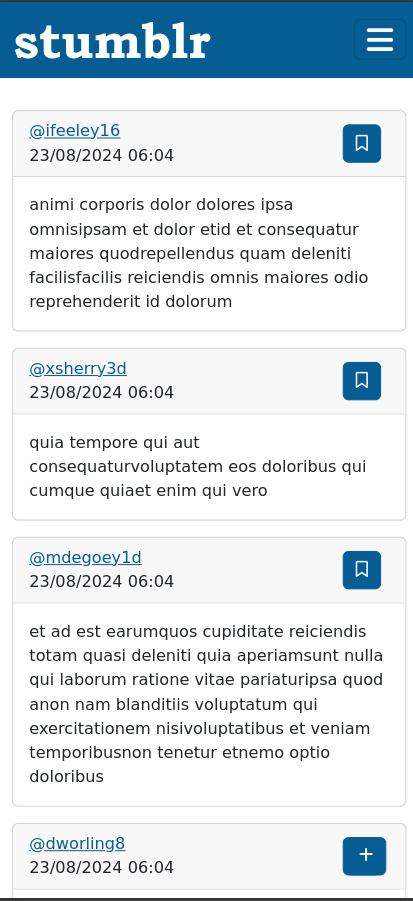 stumblr
@ifeeley16
23/08/2024 06:04
animi corporis dolor dolores ipsa
omnisipsam et dolor etid et consequatur
maiores quodrepellendus quam deleniti
facilisfacilis reiciendis omnis maiores odio
reprehenderit id dolorum
@xsherry3d
23/08/2024 06:04
quia tempore qui aut
consequaturvoluptatem eos doloribus qui
cumque quiaet enim qui vero
@mdegoey1d
23/08/2024 06:04
et ad est earumquos cupiditate reiciendis
totam quasi deleniti quia aperiamsunt nulla
qui laborum ratione vitae pariaturipsa quod
anon nam blanditiis voluptatum qui
exercitationem nisivoluptatibus et veniam
temporibusnon tenetur etnemo optio
doloribus
@dworling8
23/08/2024 06:04